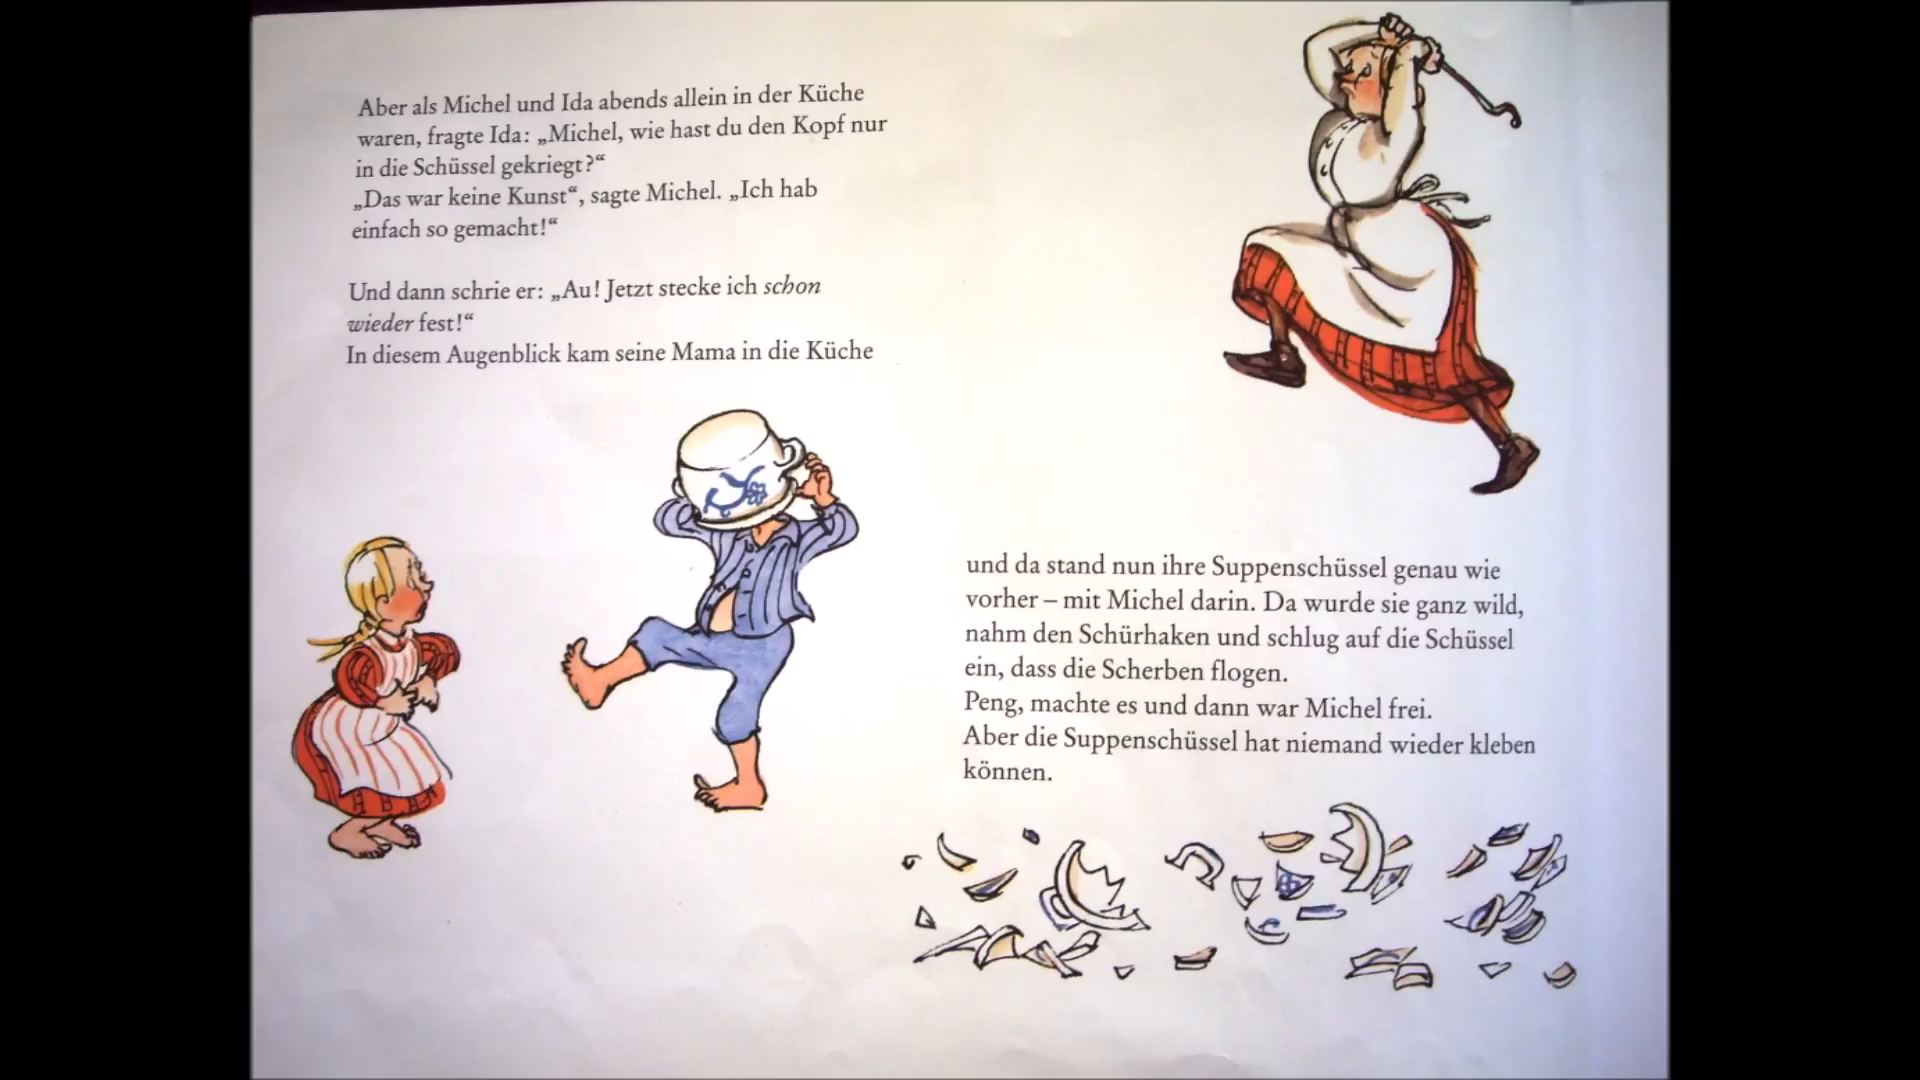 Aber als Michel und Ida abends allein in der Küche
waren, fragte Ida: „Michel, wie hast du den Kopf nur
in die Schüssel gekriegt?“
„Das war keine Kunst“, sagte Michel. „Ich hab
einfach so gemacht!“
Und dann schrie er: „Au! Jetzt stecke ich schon
wieder fest!“
In diesem Augenblick kam seine Mama in die Küche
und da stand nun ihre Suppenschüssel genau wie
vorher – mit Michel darin. Da wurde sie ganz wild,
nahm den Schürhaken und schlug auf die Schüssel
ein, dass die Scherben flogen.
Peng, machte es und dann war Michel frei.
Aber die Suppenschüssel hat niemand wieder kleben
können.